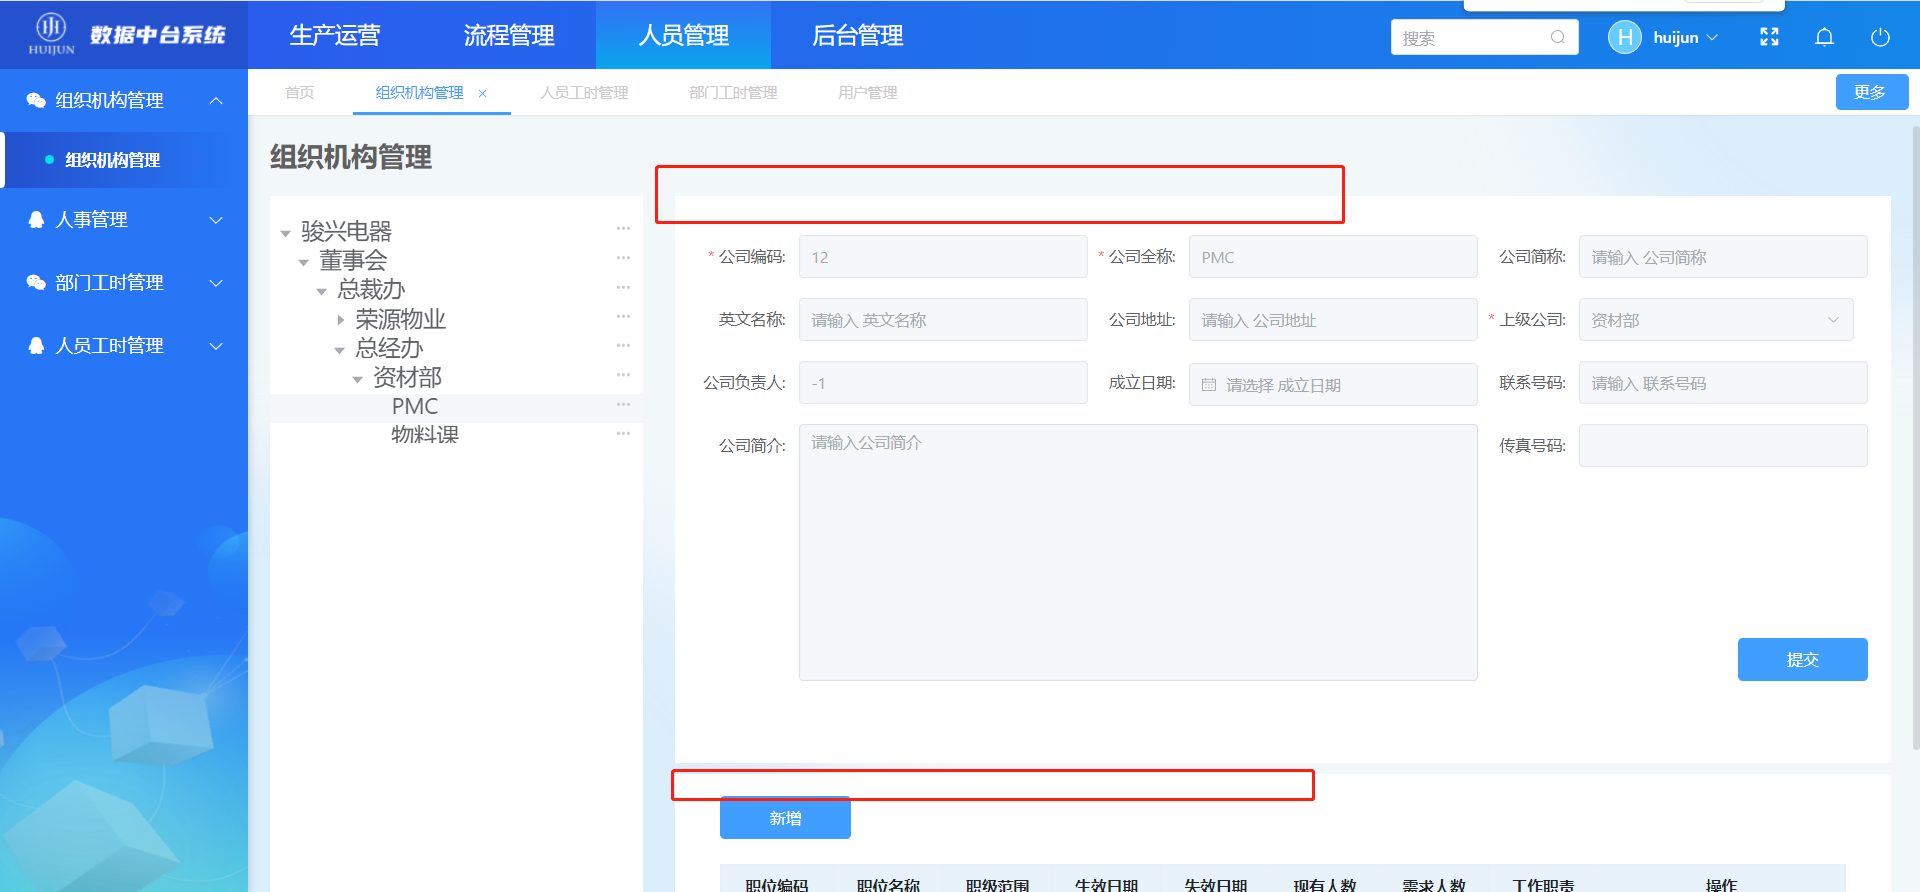 HUIJUN
数据中台系统
生产运营
流程管理
人员管理
后台管理
搜索
H
huijun
组织机构管理
组织机构管理
人事管理
部门工时管理
人员工时管理
首页
组织机构管理
人员工时管理
部门工时管理
用户管理
更多
组织机构管理
骏兴电器
董事会
总裁办
荣源物业
总经办
资材部
PMC
物料课
* 公司编码: 12
* 公司全称: PMC
公司简称: 请输入 公司简称
英文名称: 请输入 英文名称
公司地址: 请输入 公司地址
* 上级公司: 资材部
公司负责人: -1
成立日期: 请选择 成立日期
联系号码: 请输入 联系号码
公司简介: 请输入公司简介
传真号码:
提交
新增
职位编码 职位名称 职级范围 生效日期 失效日期 现有人数 需求人数 工作职责 操作